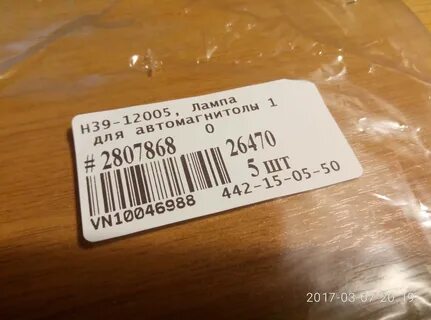 H39-12005, Лампа
для автомагнитолы 1
0
# 2807868 26470
5 шт
VN10046988 442-15-05-50
2017-03-07 20:19